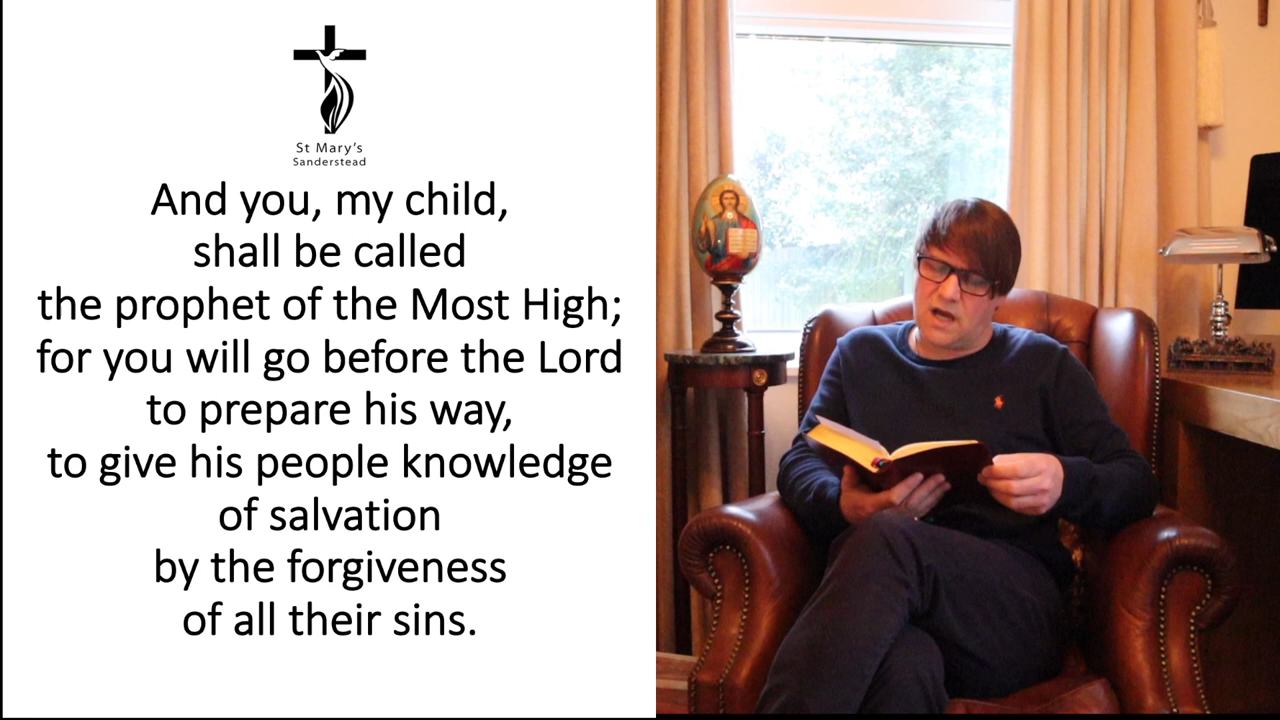 St Mary's
Sanderstead
And you, my child,
shall be called
the prophet of the Most High;
for you will go before the Lord
to prepare his way,
to give his people knowledge
of salvation
by the forgiveness
of all their sins.